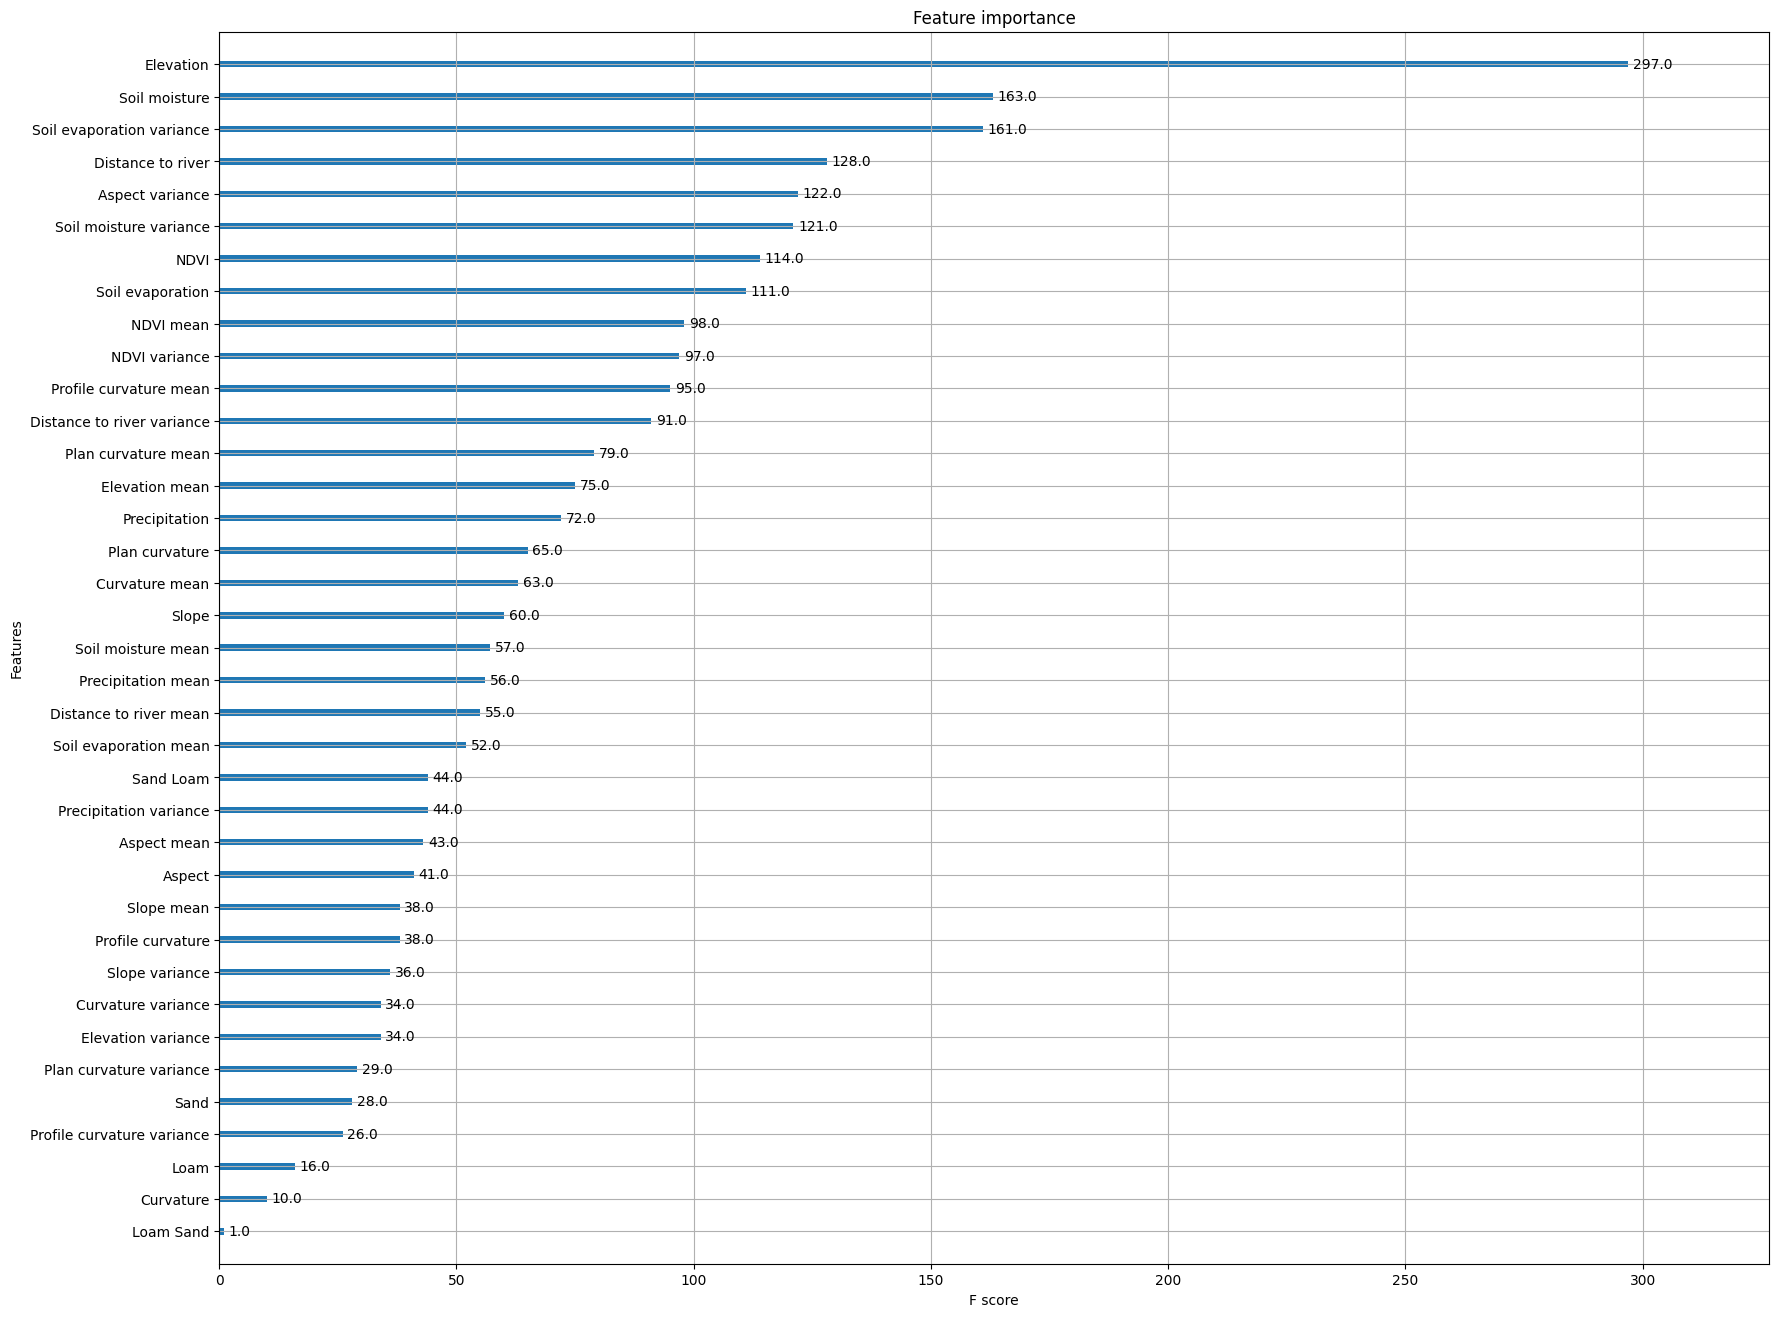 Feature importance
Elevation 297.0
Soil moisture 163.0
Soil evaporation variance 161.0
Distance to river 128.0
Aspect variance 122.0
Soil moisture variance 121.0
NDVI 114.0
Soil evaporation 111.0
NDVI mean 98.0
NDVI variance 97.0
Profile curvature mean 95.0
Distance to river variance 91.0
Plan curvature mean 79.0
Elevation mean 75.0
Precipitation 72.0
Plan curvature 65.0
Curvature mean 63.0
Slope 60.0
Soil moisture mean 57.0
Precipitation mean 56.0
Distance to river mean 55.0
Soil evaporation mean 52.0
Sand Loam 44.0
Precipitation variance 44.0
Aspect mean 43.0
Aspect 41.0
Slope mean 38.0
Profile curvature 38.0
Slope variance 36.0
Curvature variance 34.0
Elevation variance 34.0
Plan curvature variance 29.0
Sand 28.0
Profile curvature variance 26.0
Loam 16.0
Curvature 10.0
Loam Sand 1.0
Features
0 50 100 150 200 250 300
F score